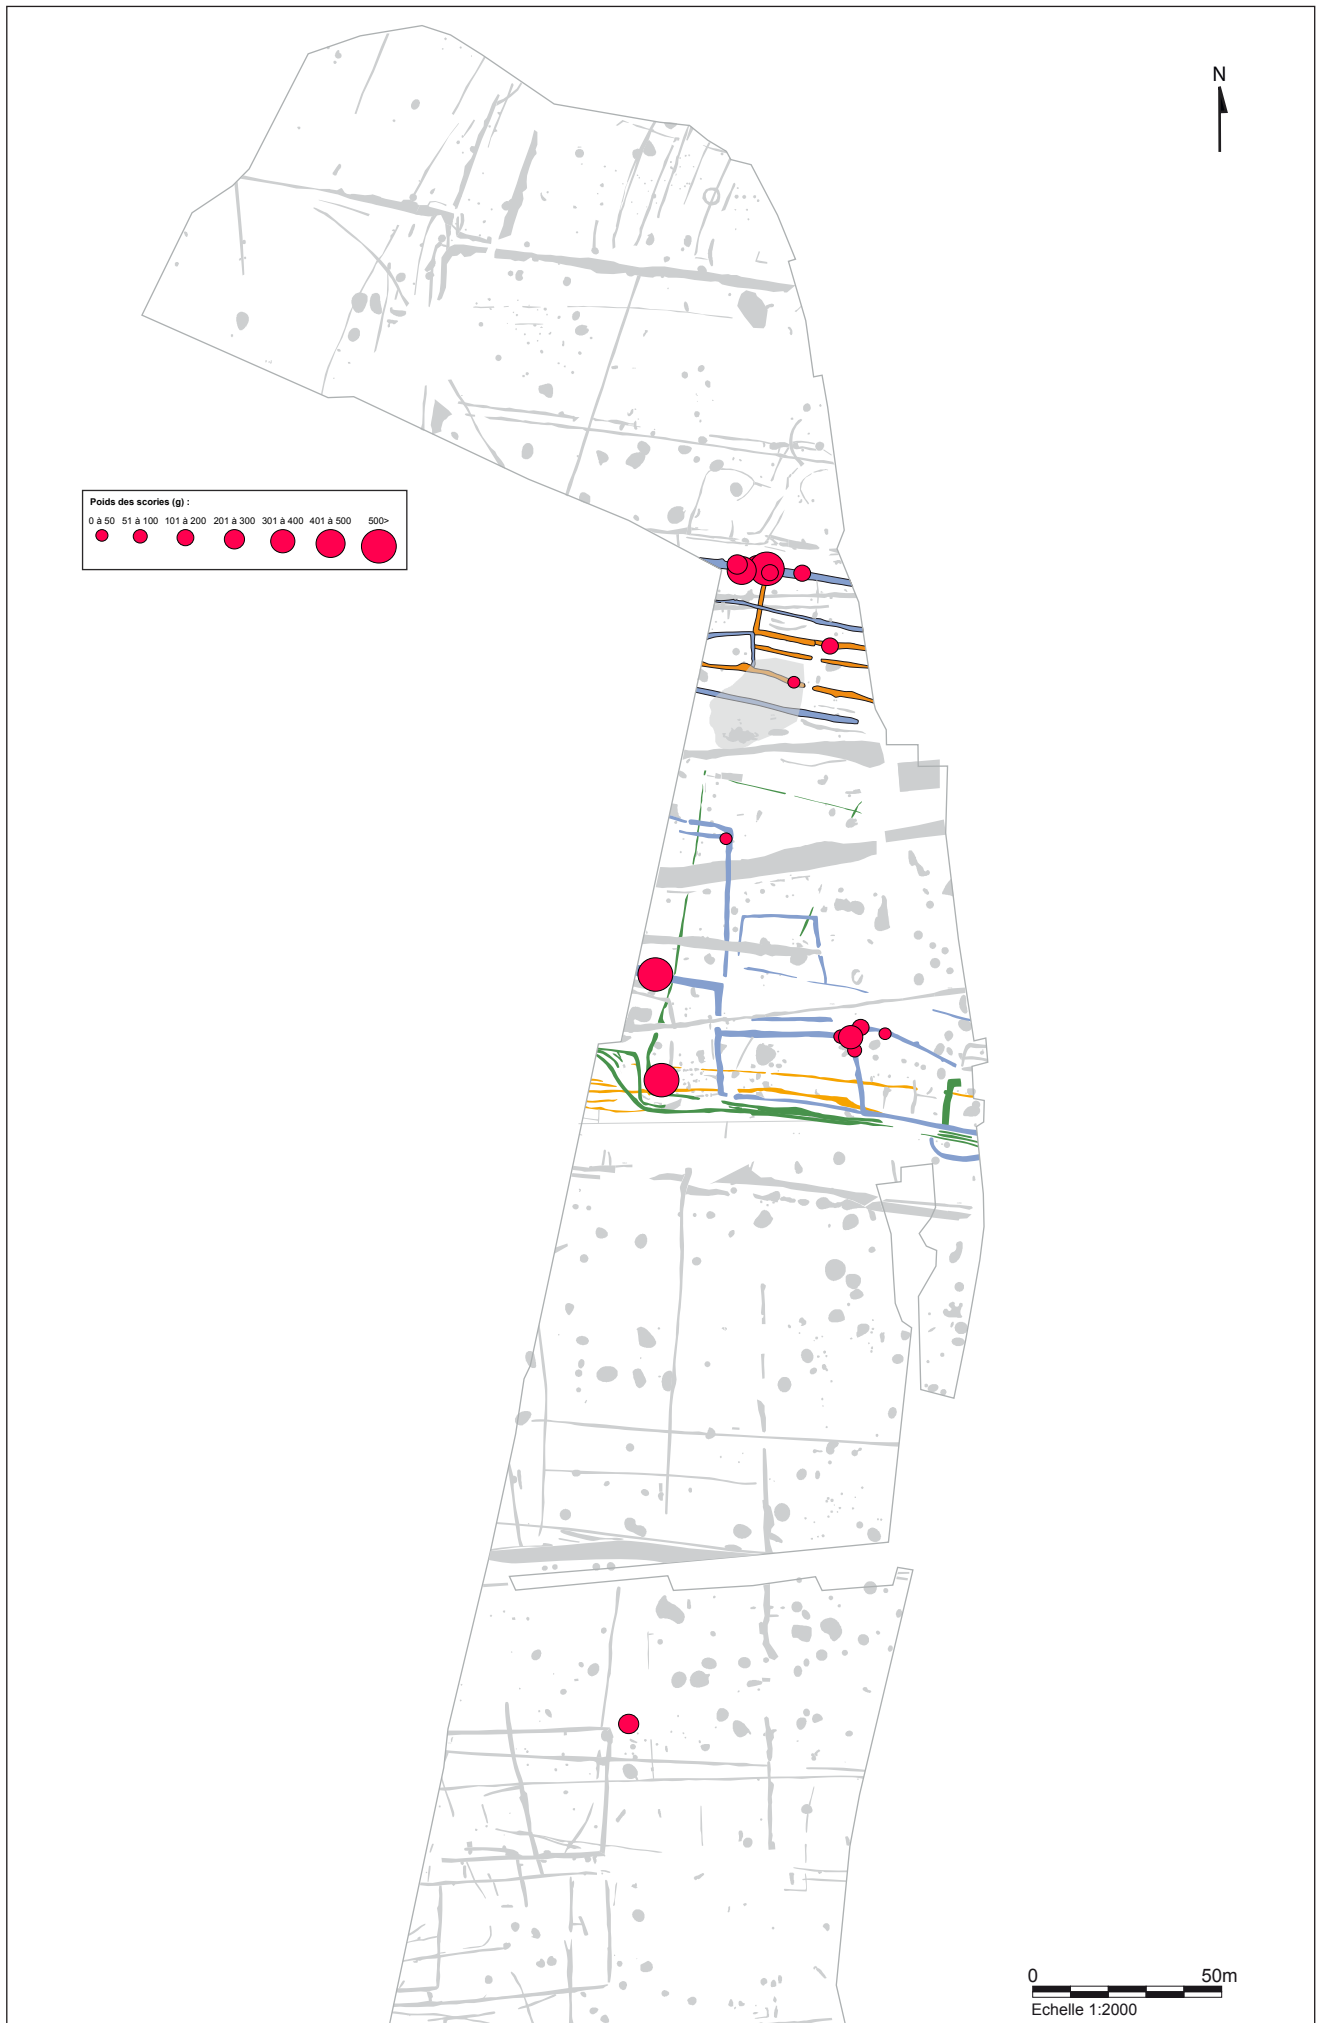 N
Poids des scories (g) :
0 à 50 51 à 100 101 à 200 201 à 300 301 à 400 401 à 500 500>
0 50m
Echelle 1:2000